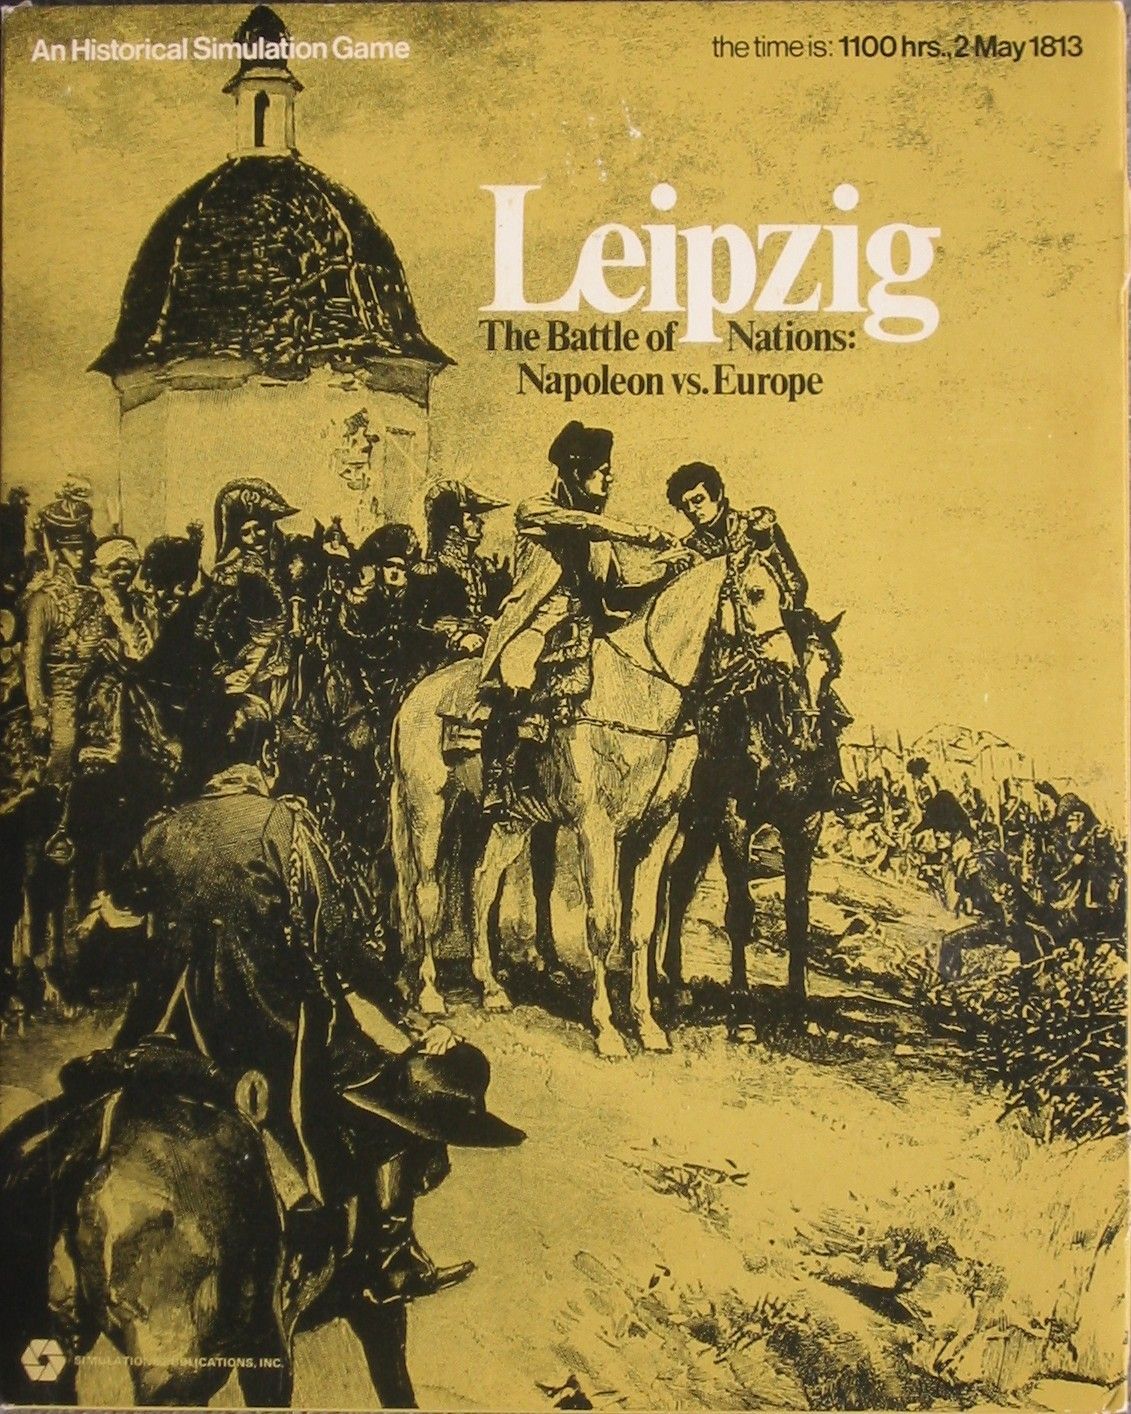 An Historical Simulation Game
the time is: 1100 hrs., 2 May 1813
Leipzig
The Battle of Nations:
Napoleon vs. Europe
SIMULATIONS PUBLICATIONS, INC.